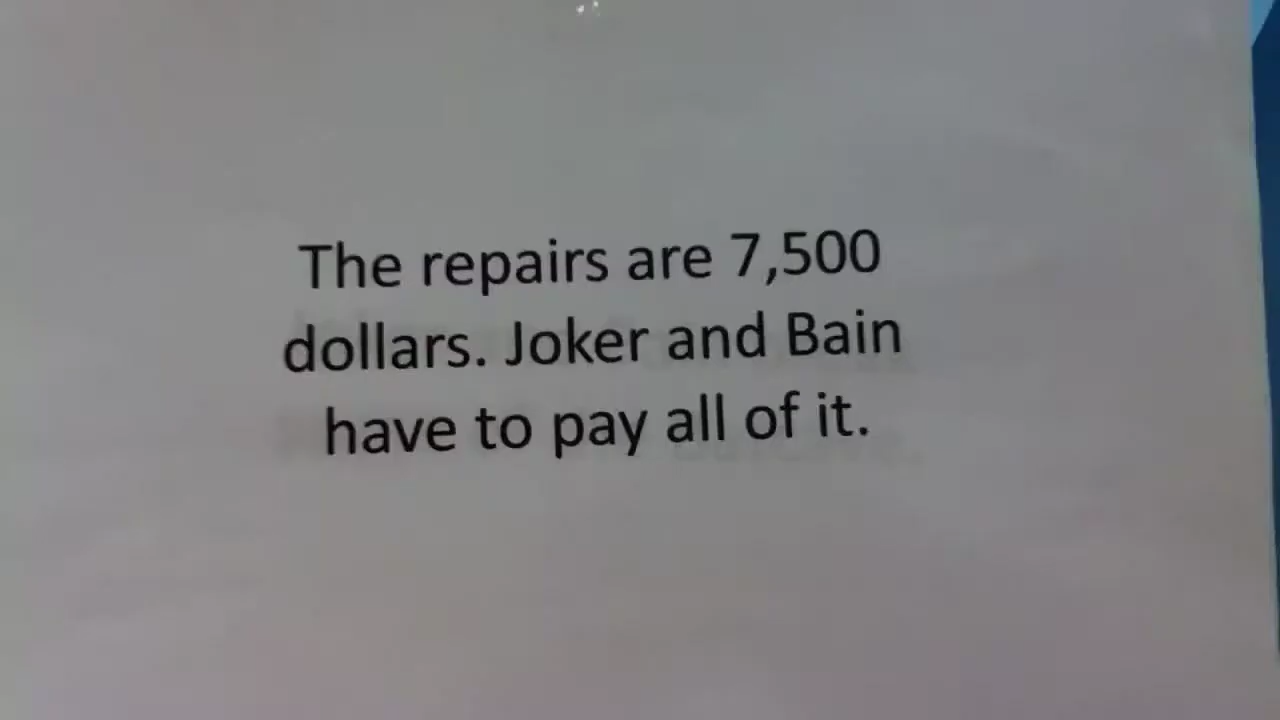 The repairs are 7,500
dollars. Joker and Bain
have to pay all of it.